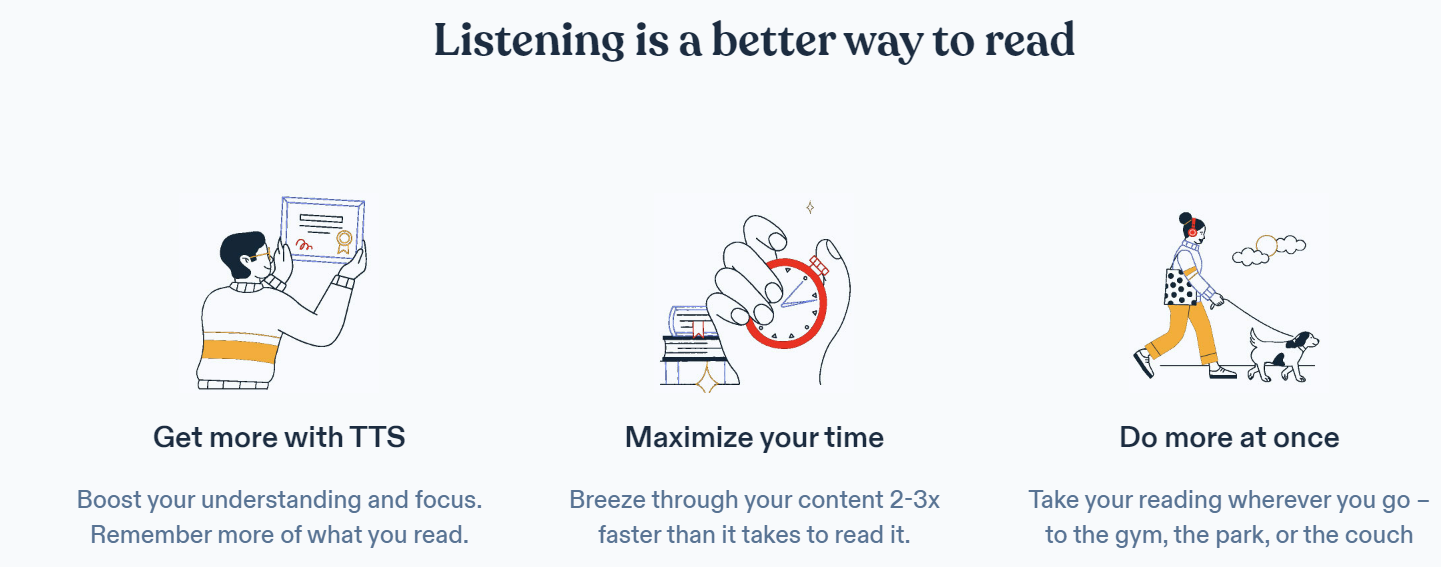 Listening is a better way to read
Get more with TTS
Boost your understanding and focus.
Remember more of what you read.
Maximize your time
Breeze through your content 2-3x
faster than it takes to read it.
Do more at once
Take your reading wherever you go –
to the gym, the park, or the couch